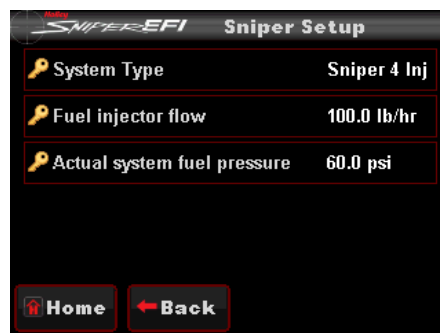 Holley
SNIPER EFI Sniper Setup
System Type Sniper 4 Inj
Fuel injector flow 100.0 lb/hr
Actual system fuel pressure 60.0 psi
Home Back